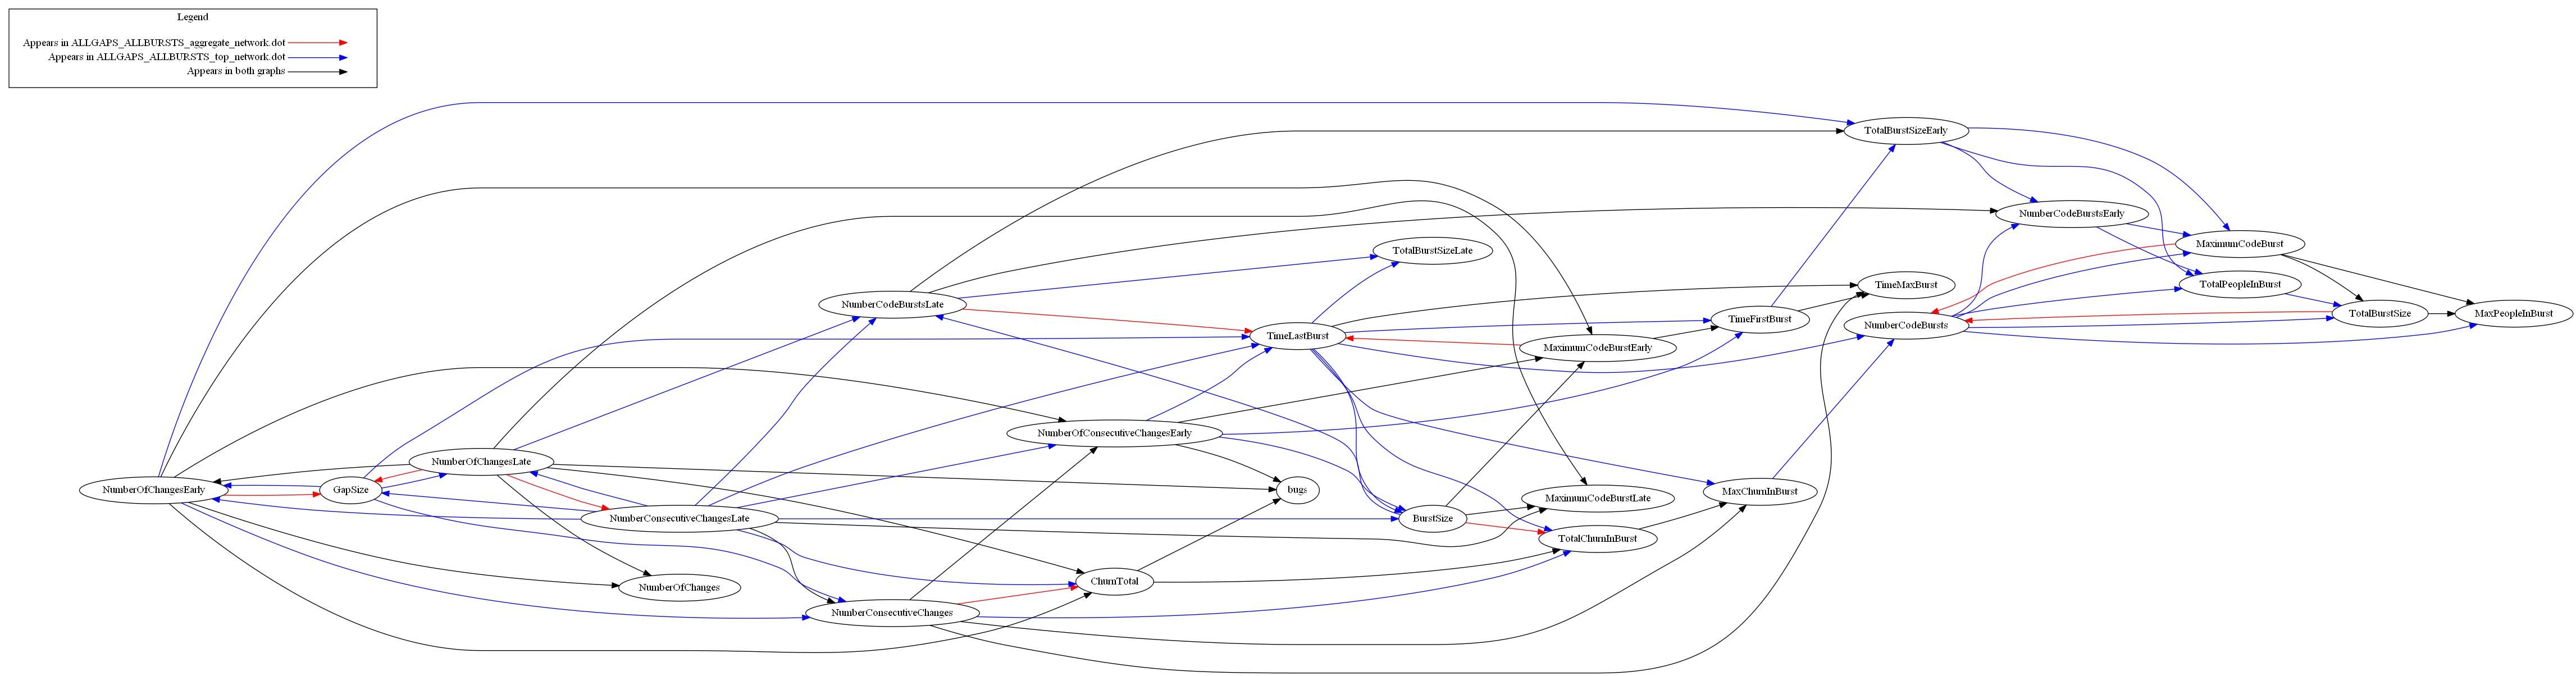 Legend
Appears in ALLGAPS_ALLBURSTS_aggregate_network.dot
Appears in ALLGAPS_ALLBURSTS_top_network.dot
Appears in both graphs
TotalBurstSizeEarly
NumberCodeBurstsEarly
MaximumCodeBurst
TotalBurstSizeLate
TotalPeopleInBurst
TimeMaxBurst
NumberCodeBurstsLate
TotalBurstSize
MaxPeopleInBurst
TimeFirstBurst
NumberCodeBursts
TimeLastBurst
MaximumCodeBurstEarly
NumberOfConsecutiveChangesEarly
NumberOfChangesLate
NumberOfChangesEarly
GapSize
bugs
MaxChurnInBurst
MaximumCodeBurstLate
NumberConsecutiveChangesLate
BurstSize
TotalChurnInBurst
ChurnTotal
NumberOfChanges
NumberConsecutiveChanges